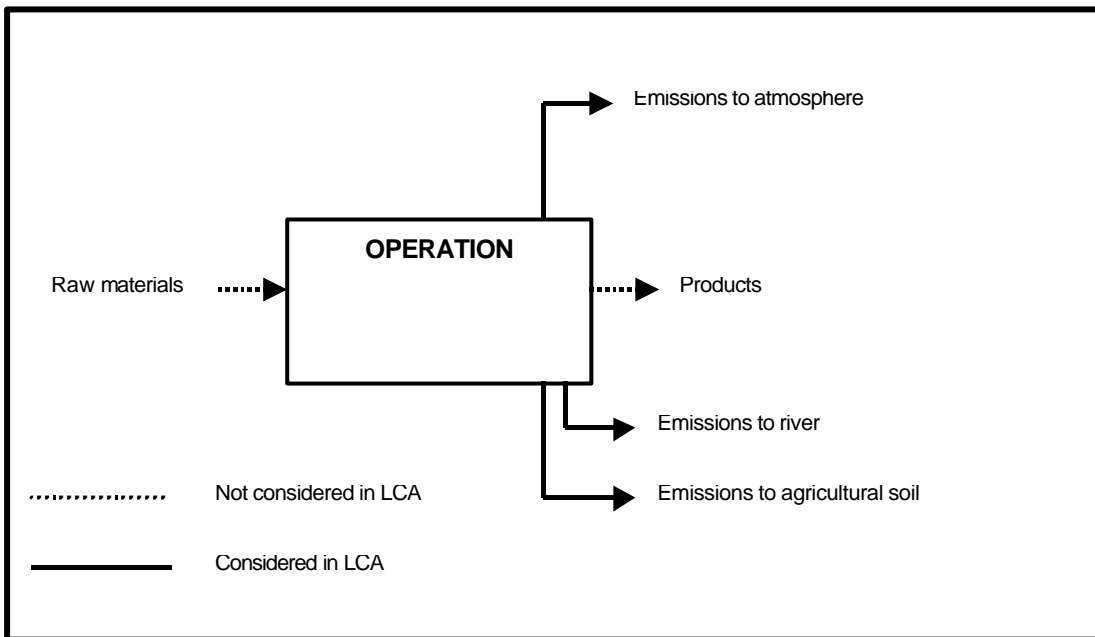 Emissions to atmosphere
OPERATION
Raw materials
Products
Emissions to river
Not considered in LCA
Emissions to agricultural soil
Considered in LCA